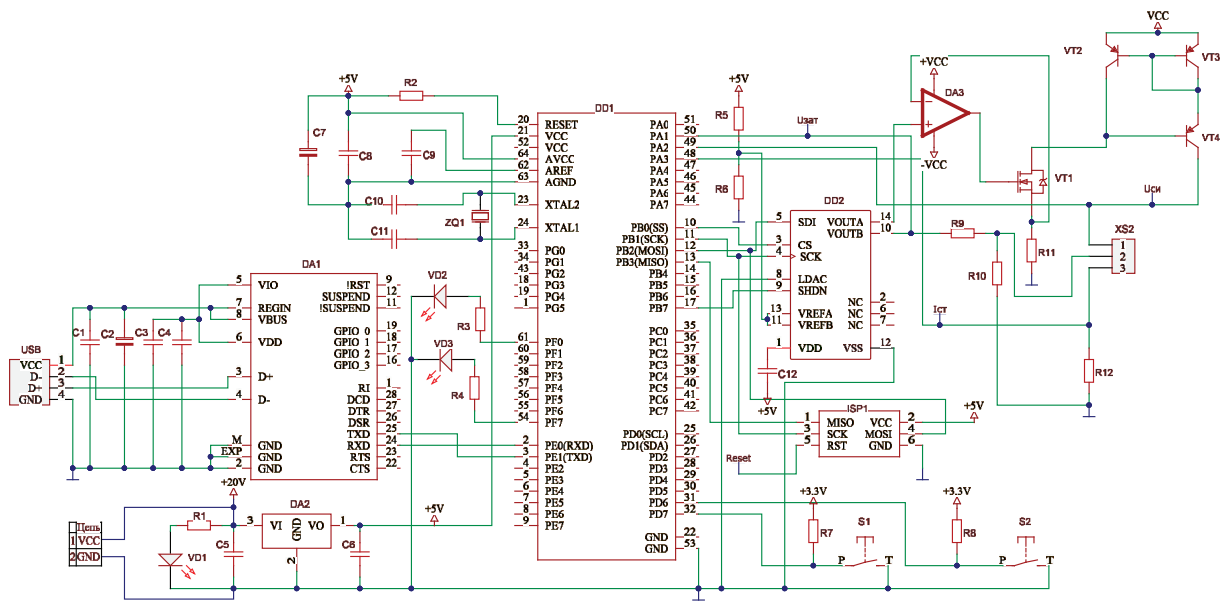 VCC
VT2
VT3
VT4
+VCC
DA3
-VCC
VT1
Uси
XS2
1
2
3
R11
R12
R10
R9
Iст
Uзат
+5V
R5
R6
+5V
R2
C7
C8
C9
C10
C11
ZQ1
DD1
20 RESET
21 VCC
52 VCC
64 AVCC
62 AREF
63 AGND
23 XTAL2
24 XTAL1
33 PG0
34 PG1
43 PG2
18 PG3
19 PG4
1 PG5
61 PF0
60 PF1
59 PF2
58 PF3
57 PF4
56 PF5
55 PF6
54 PF7
2 PE0(RXD)
3 PE1(TXD)
4 PE2
5 PE3
6 PE4
7 PE5
8 PE6
9 PE7
PA0 51
PA1 50
PA2 49
PA3 48
PA4 47
PA5 46
PA6 45
PA7 44
PB0(SS) 10
PB1(SCK) 11
PB2(MOSI) 12
PB3(MISO) 13
PB4 14
PB5 15
PB6 16
PB7 17
PC0 35
PC1 36
PC2 37
PC3 38
PC4 39
PC5 40
PC6 41
PC7 42
PD0(SCL) 25
PD1(SDA) 26
PD2 27
PD3 28
PD4 29
PD5 30
PD6 31
PD7 32
GND 22
GND 53
DD2
5 SDI
3 CS
4 SCK
8 LDAC
9 SHDN
13 VREFA
11 VREFB
1 VDD
VOUTA 14
VOUTB 10
NC 2
NC 6
NC 7
VSS 12
C12
+5V
ISP1
1 MISO
3 SCK
5 RST
VCC 2
MOSI 4
GND 6
+5V
Reset
+3.3V
R7
S1
P
T
+3.3V
R8
S2
P
T
DA1
5 VIO
7 REGIN
8 VBUS
6 VDD
3 D+
4 D-
M GND
EXP GND
2 GND
!RST 9
SUSPEND 12
!SUSPEND 11
GPIO 0 19
GPIO 1 18
GPIO 2 17
GPIO_3 16
RI 1
DCD 28
DTR 27
DSR 26
TXD 25
RXD 24
RTS 23
CTS 22
VD2
R3
VD3
R4
C1
C2
C3
C4
USB
VCC 1
D- 2
D+ 3
GND 4
+20V
Цепь
1 VCC
2 GND
R1
VD1
C5
DA2
3 VI
VO 1
GND
2
C6
+5V